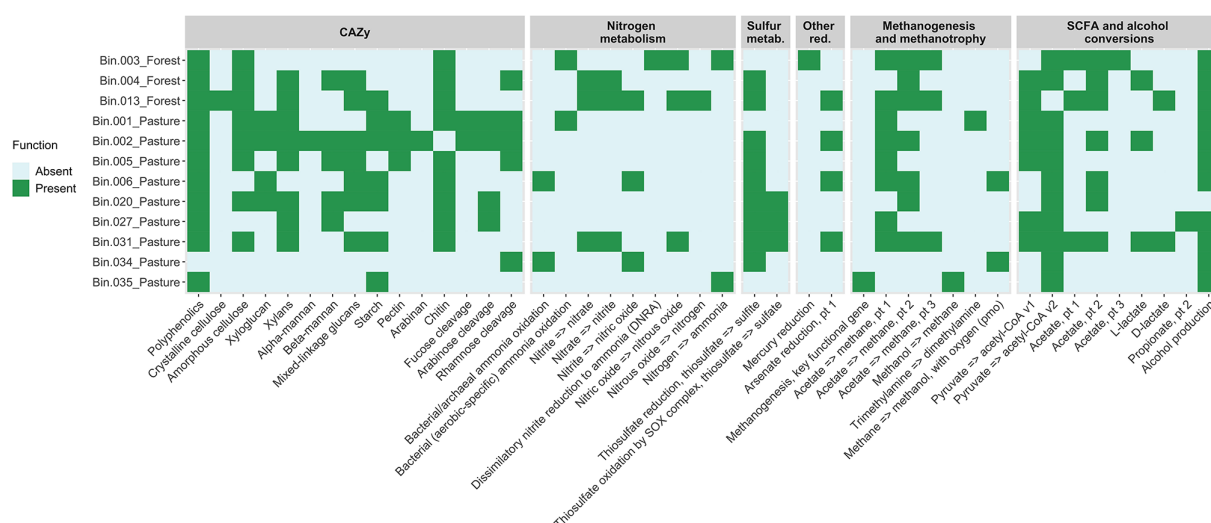 CAZy
Nitrogen
metabolism
Sulfur
metab.
Other
red.
Methanogenesis
and methanotrophy
SCFA and alcohol
conversions
Function
Absent
Present
Bin.003_Forest
Bin.004_Forest
Bin.013_Forest
Bin.001_Pasture
Bin.002_Pasture
Bin.005_Pasture
Bin.006_Pasture
Bin.020_Pasture
Bin.027_Pasture
Bin.031_Pasture
Bin.034_Pasture
Bin.035_Pasture
Polyphenolics
Crystalline cellulose
Amorphous cellulose
Xyloglucan
Xylans
Alpha-mannan
Beta-mannan
Mixed-linkage glucans
Starch
Pectin
Arabinan
Chitin
Fucose cleavage
Arabinose cleavage
Rhamnose cleavage
Bacterial/archaeal ammonia oxidation
Bacterial (aerobic-specific) ammonia oxidation
Nitrite => nitrate
Nitrate => nitrite
Nitrite => nitric oxide
Dissimilatory nitrite reduction to ammonia (DNRA)
Nitric oxide => nitrous oxide
Nitrous oxide => nitrogen
Nitrogen => ammonia
Thiosulfate reduction, thiosulfate => sulfite
Thiosulfate oxidation by SOX complex, thiosulfate => sulfate
Mercury reduction
Arsenate reduction, pt 1
Methanogenesis, key functional gene
Acetate => methane, pt 1
Acetate => methane, pt 2
Acetate => methane, pt 3
Methanol => methane
Trimethylamine => dimethylamine
Methane => methanol, with oxygen (pmo)
Pyruvate => acetyl-CoA v1
Pyruvate => acetyl-CoA v2
Acetate, pt 1
Acetate, pt 2
Acetate, pt 3
L-lactate
D-lactate
Propionate, pt 2
Alcohol production